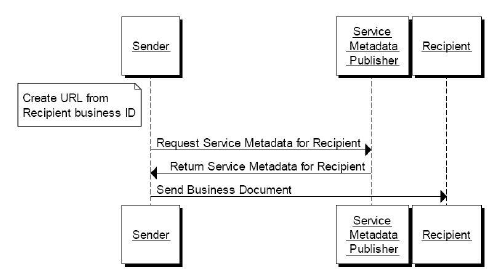 Sender
Service
Metadata
Publisher
Recipient
Create URL from
Recipient business ID
Request Service Metadata for Recipient
Return Service Metadata for Recipient
Send Business Document
Sender
Service
Metadata
Publisher
Recipient